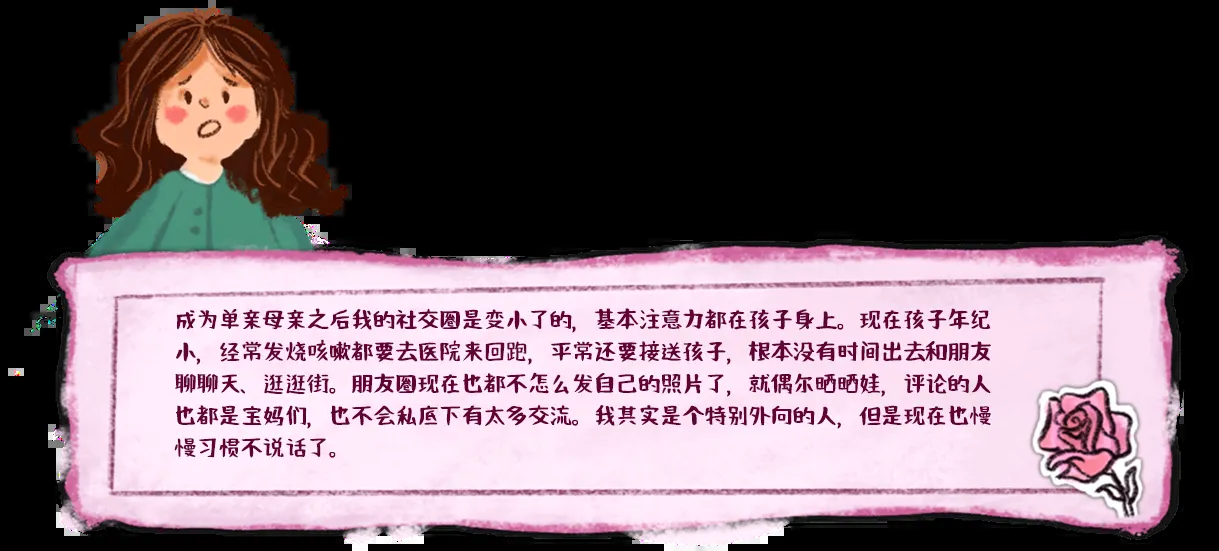 成为单亲母亲之后我的社交圈是变小了的，基本注意力都在孩子身上。现在孩子年纪
小，经常发烧咳嗽都要去医院来回跑，平常还要接送孩子，根本没有时间出去和朋友
聊聊天、逛逛街。朋友圈现在也都不怎么发自己的照片了，就偶尔晒晒娃，评论的人
也都是宝妈们，也不会私底下有太多交流。我其实是个特别外向的人，但是现在也慢
慢习惯不说话了。